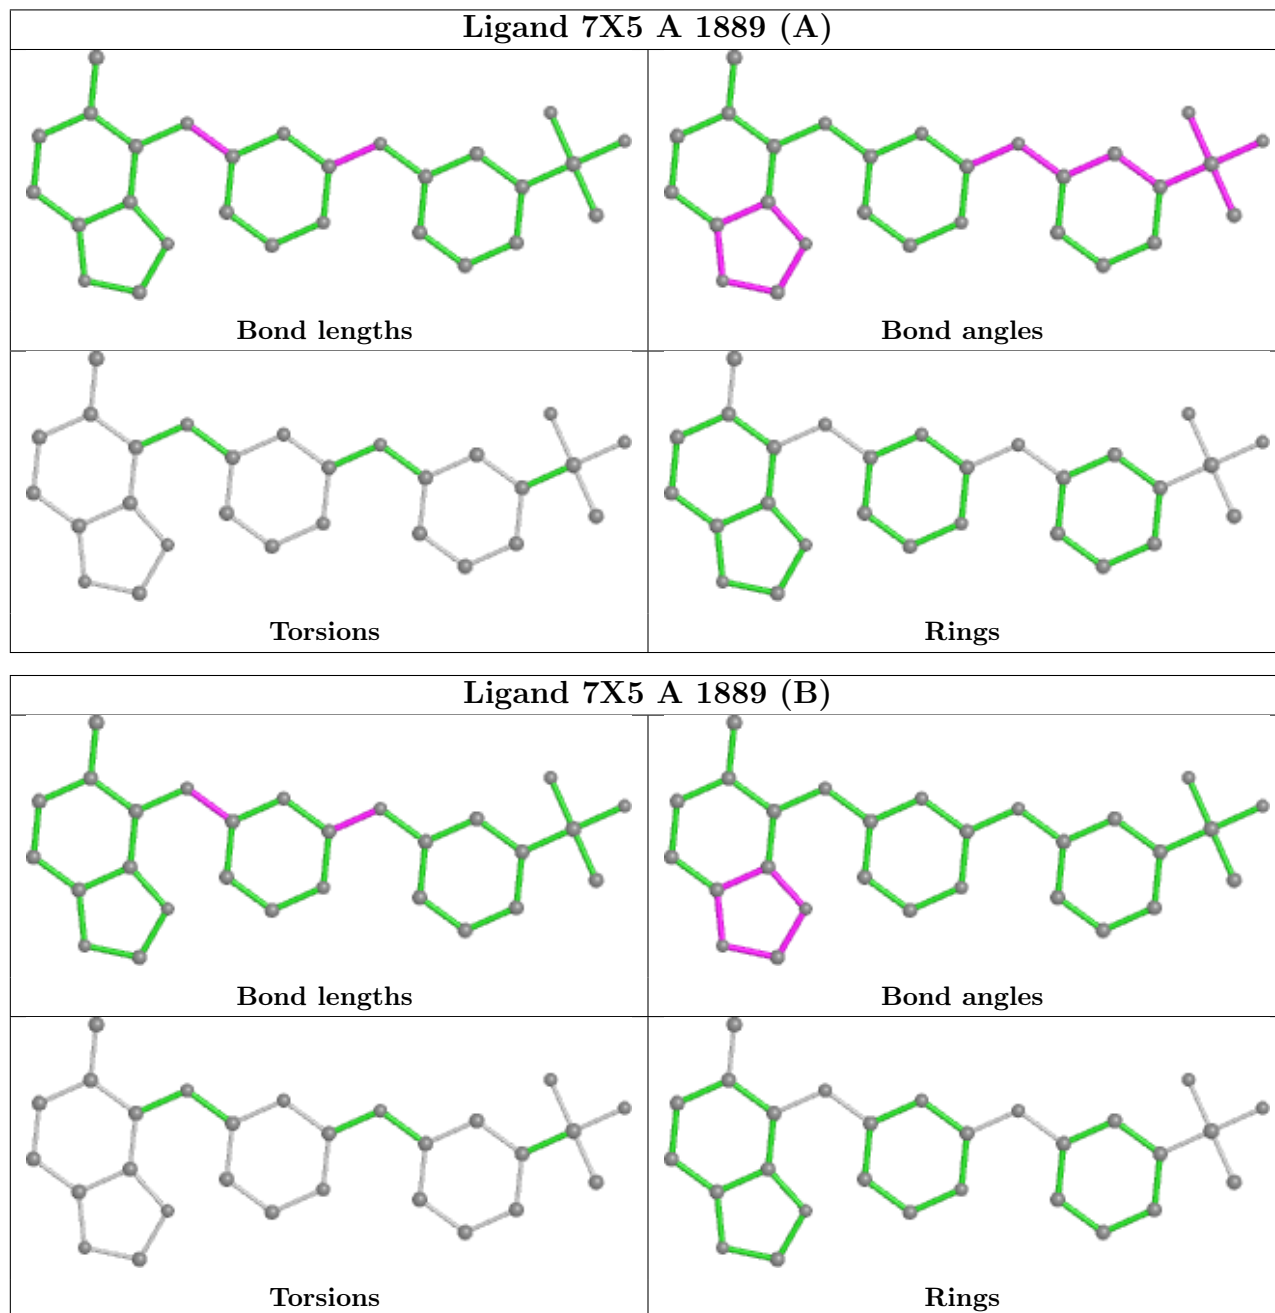 Ligand 7X5 A 1889 (A)
Bond lengths
Bond angles
Torsions
Rings
Ligand 7X5 A 1889 (B)
Bond lengths
Bond angles
Torsions
Rings